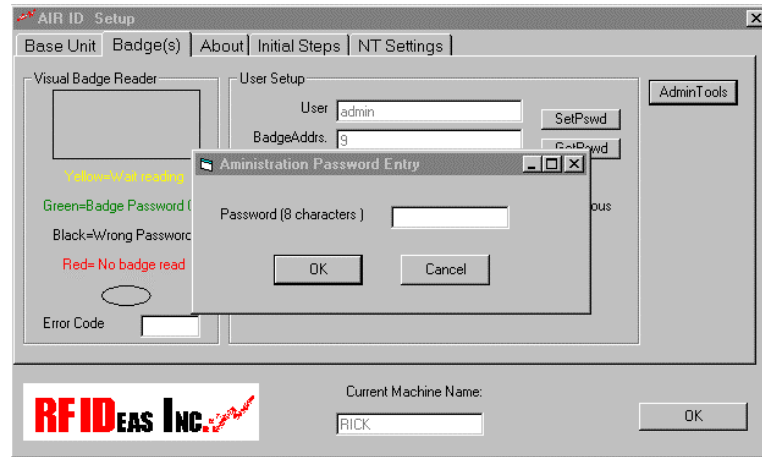 AIR ID Setup
Base Unit Badge(s) About Initial Steps NT Settings
Visual Badge Reader
Yellow=Wait reading
Green=Badge Password
Black=Wrong Password
Red= No badge read
Error Code
User Setup
User admin
BadgeAddrs. 9
SetPswd
GetPswd
ous
AdminTools
Aministration Password Entry
Password (8 characters )
OK Cancel
RF IDEAS INC.
Current Machine Name:
RICK
OK